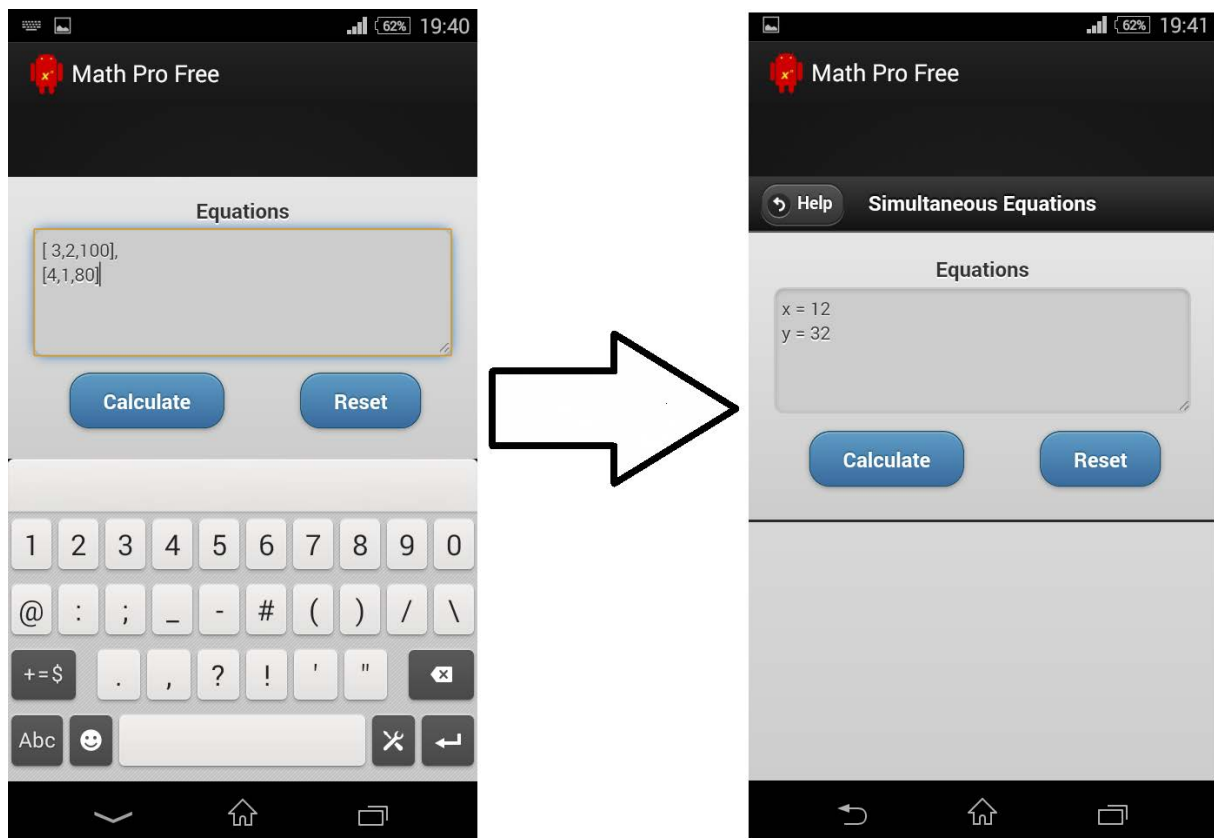 62% 19:40
Math Pro Free
Equations
[ 3,2,100],
[4,1,80]
Calculate Reset
1 2 3 4 5 6 7 8 9 0
@ : ; _ - # ( ) / \
+=$ . , ? ! ' "
Abc
62% 19:41
Math Pro Free
Help Simultaneous Equations
Equations
x = 12
y = 32
Calculate Reset